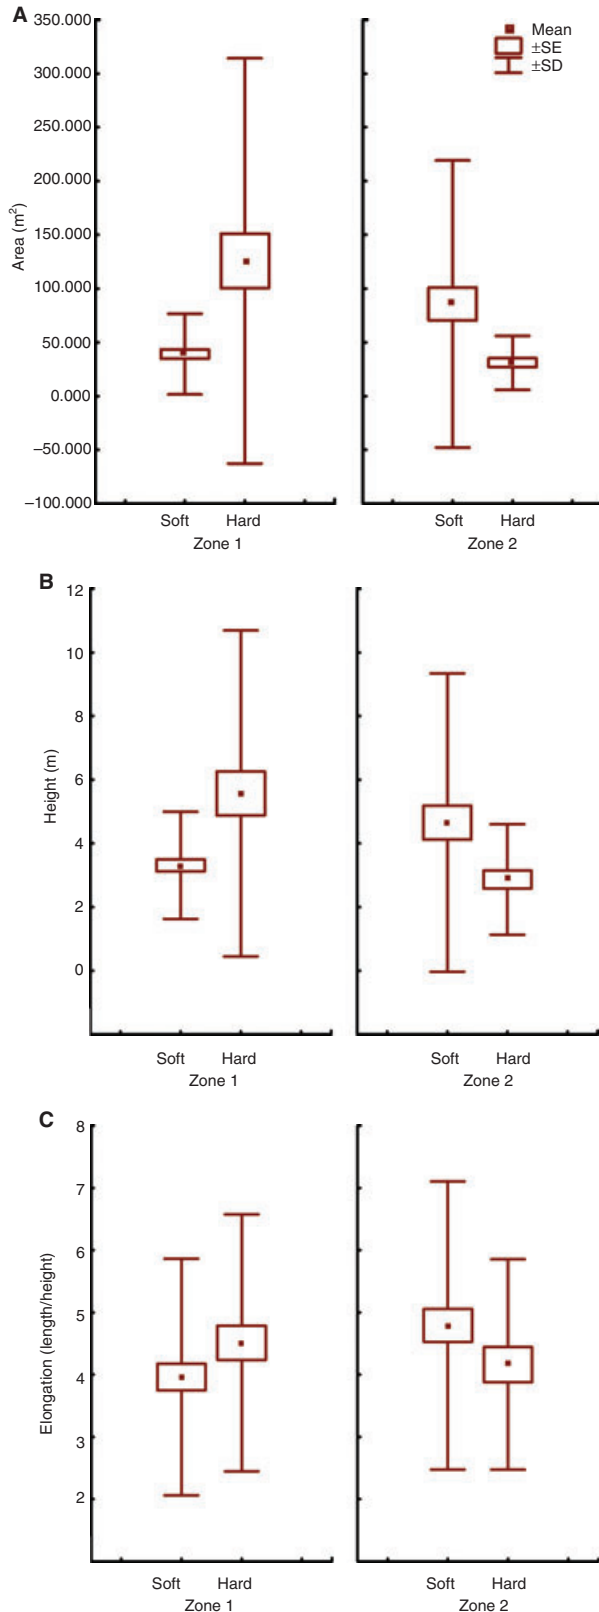 A
350.000
300.000
250.000
200.000
150.000
100.000
50.000
0.000
–50.000
–100.000
Area (m²)
Mean
±SE
±SD
Soft Hard
Zone 1
Soft Hard
Zone 2
B
12
10
8
6
4
2
0
Height (m)
Soft Hard
Zone 1
Soft Hard
Zone 2
C
8
7
6
5
4
3
2
Elongation (length/height)
Soft Hard
Zone 1
Soft Hard
Zone 2